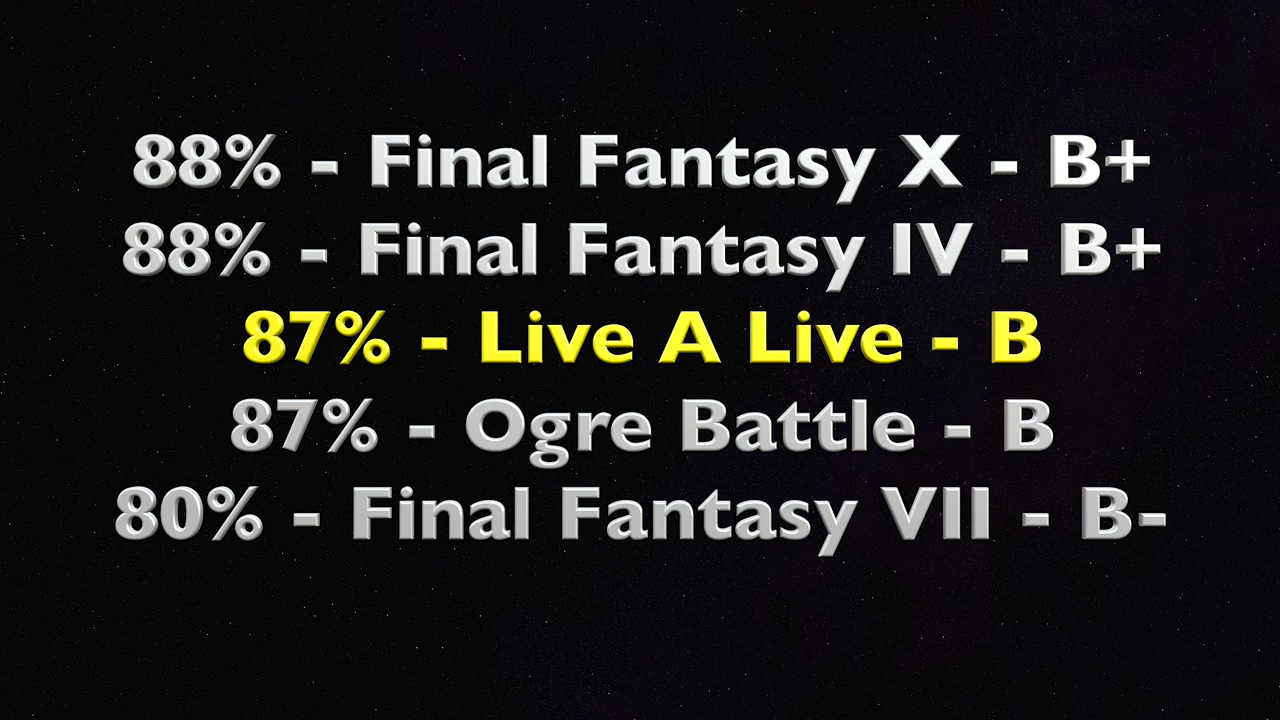 88% - Final Fantasy X - B+
88% - Final Fantasy IV - B+
87% - Live A Live - B
87% - Ogre Battle - B
80% - Final Fantasy VII - B-